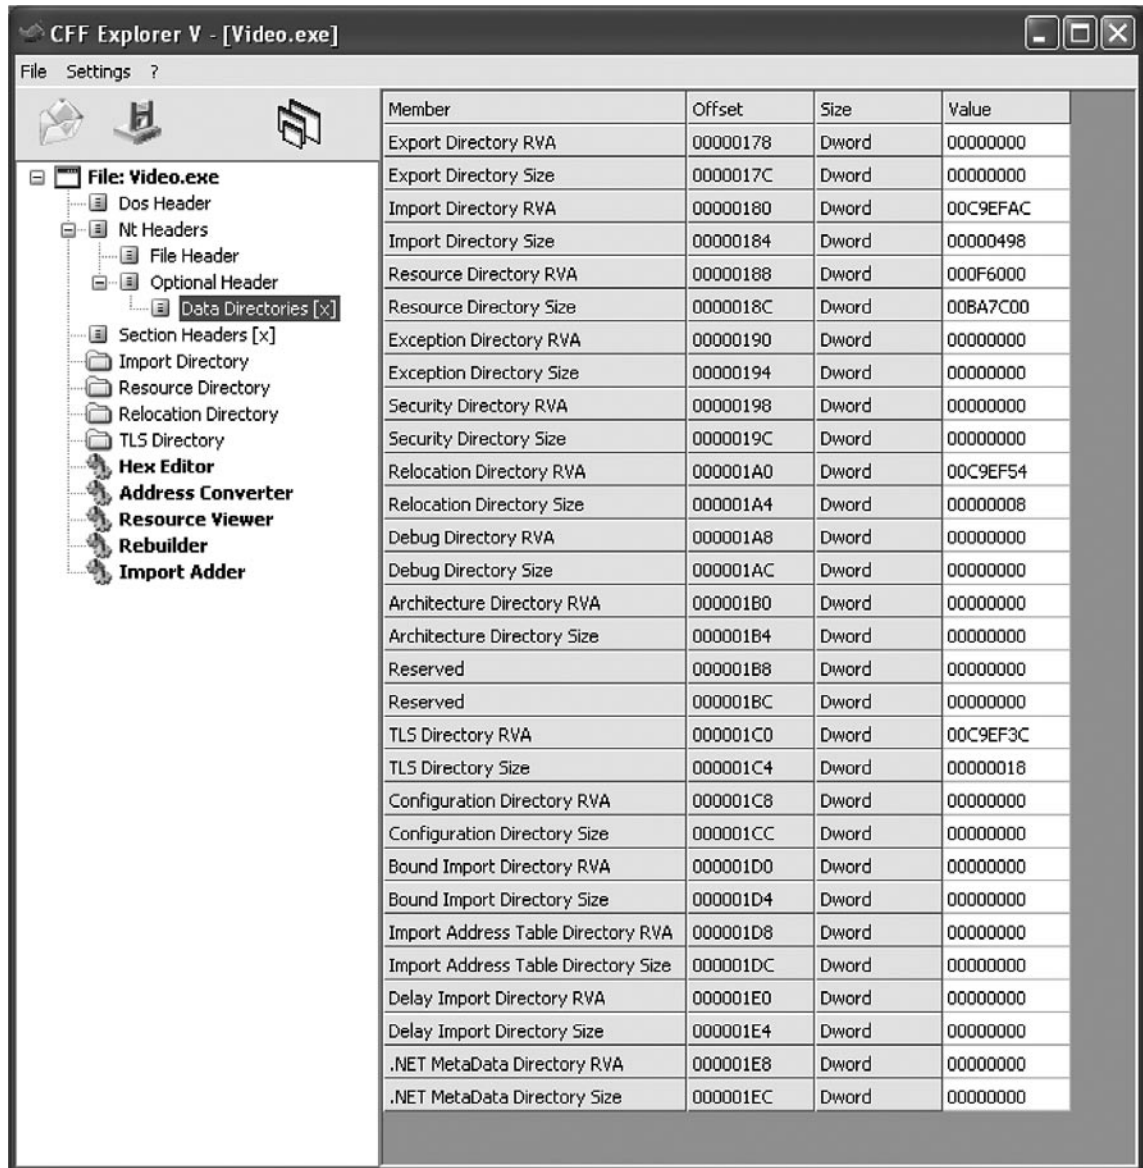 CFF Explorer V - [Video.exe]
File Settings ?
File: Video.exe
Dos Header
Nt Headers
File Header
Optional Header
Data Directories [x]
Section Headers [x]
Import Directory
Resource Directory
Relocation Directory
TLS Directory
Hex Editor
Address Converter
Resource Viewer
Rebuilder
Import Adder
Member Offset Size Value
Export Directory RVA 00000178 Dword 00000000
Export Directory Size 0000017C Dword 00000000
Import Directory RVA 00000180 Dword 00C9EFAC
Import Directory Size 00000184 Dword 00000498
Resource Directory RVA 00000188 Dword 000F6000
Resource Directory Size 0000018C Dword 00BA7C00
Exception Directory RVA 00000190 Dword 00000000
Exception Directory Size 00000194 Dword 00000000
Security Directory RVA 00000198 Dword 00000000
Security Directory Size 0000019C Dword 00000000
Relocation Directory RVA 000001A0 Dword 00C9EF54
Relocation Directory Size 000001A4 Dword 00000008
Debug Directory RVA 000001A8 Dword 00000000
Debug Directory Size 000001AC Dword 00000000
Architecture Directory RVA 000001B0 Dword 00000000
Architecture Directory Size 000001B4 Dword 00000000
Reserved 000001B8 Dword 00000000
Reserved 000001BC Dword 00000000
TLS Directory RVA 000001C0 Dword 00C9EF3C
TLS Directory Size 000001C4 Dword 00000018
Configuration Directory RVA 000001C8 Dword 00000000
Configuration Directory Size 000001CC Dword 00000000
Bound Import Directory RVA 000001D0 Dword 00000000
Bound Import Directory Size 000001D4 Dword 00000000
Import Address Table Directory RVA 000001D8 Dword 00000000
Import Address Table Directory Size 000001DC Dword 00000000
Delay Import Directory RVA 000001E0 Dword 00000000
Delay Import Directory Size 000001E4 Dword 00000000
.NET MetaData Directory RVA 000001E8 Dword 00000000
.NET MetaData Directory Size 000001EC Dword 00000000